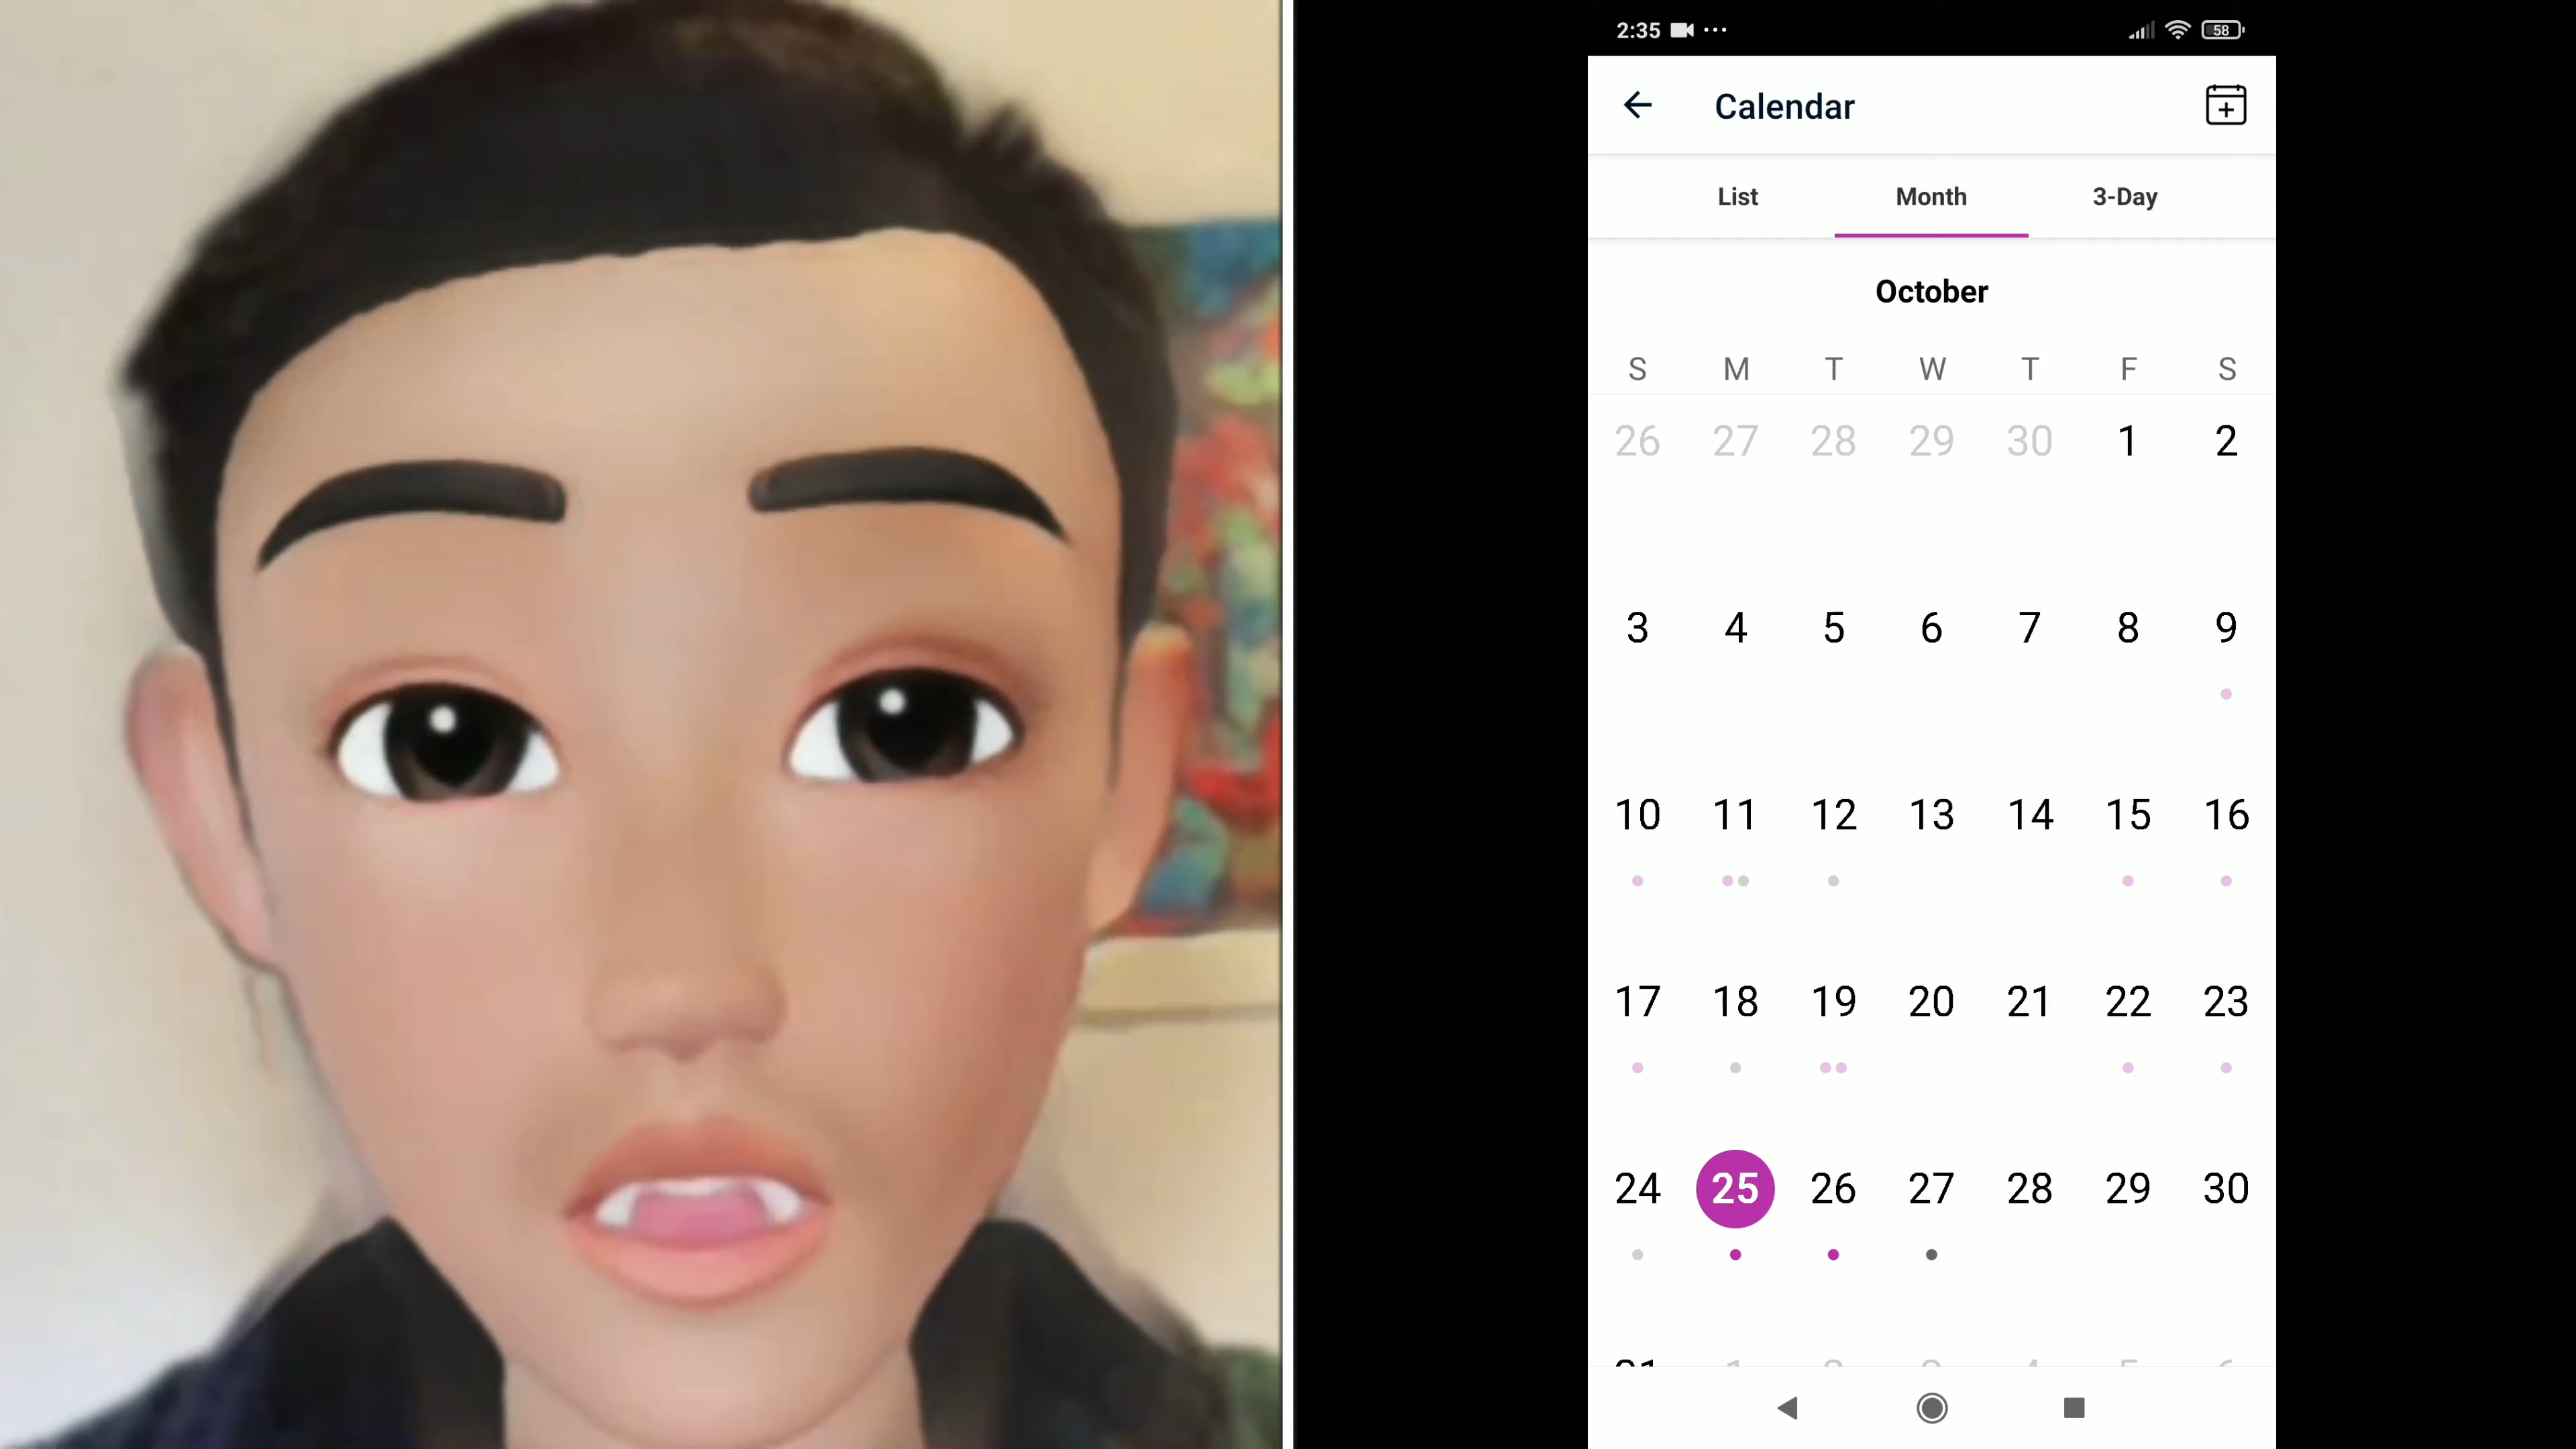 2:35
58
Calendar
List Month 3-Day
October
S M T W T F S
26 27 28 29 30 1 2
3 4 5 6 7 8 9
10 11 12 13 14 15 16
17 18 19 20 21 22 23
24 25 26 27 28 29 30